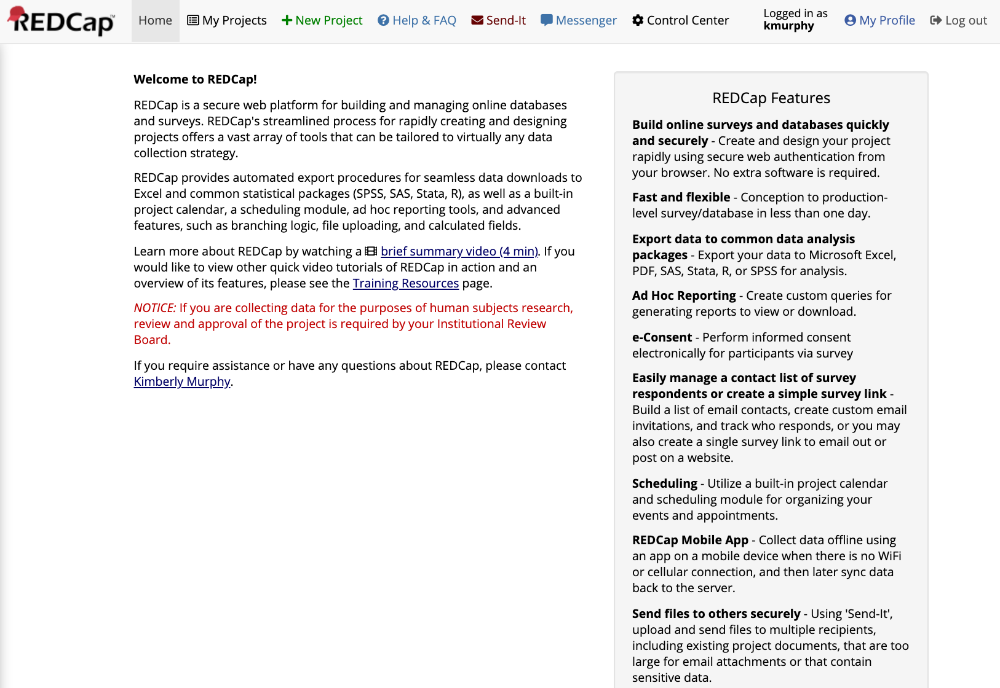 REDCap™
Home
My Projects
New Project
Help & FAQ
Send-It
Messenger
Control Center
Logged in as
kmurphy
My Profile
Log out
Welcome to REDCap!
REDCap is a secure web platform for building and managing online databases
and surveys. REDCap's streamlined process for rapidly creating and designing
projects offers a vast array of tools that can be tailored to virtually any data
collection strategy.
REDCap provides automated export procedures for seamless data downloads to
Excel and common statistical packages (SPSS, SAS, Stata, R), as well as a built-in
project calendar, a scheduling module, ad hoc reporting tools, and advanced
features, such as branching logic, file uploading, and calculated fields.
Learn more about REDCap by watching a brief summary video (4 min). If you
would like to view other quick video tutorials of REDCap in action and an
overview of its features, please see the Training Resources page.
NOTICE: If you are collecting data for the purposes of human subjects research,
review and approval of the project is required by your Institutional Review
Board.
If you require assistance or have any questions about REDCap, please contact
Kimberly Murphy.
REDCap Features
Build online surveys and databases quickly
and securely - Create and design your project
rapidly using secure web authentication from
your browser. No extra software is required.
Fast and flexible - Conception to production-
level survey/database in less than one day.
Export data to common data analysis
packages - Export your data to Microsoft Excel,
PDF, SAS, Stata, R, or SPSS for analysis.
Ad Hoc Reporting - Create custom queries for
generating reports to view or download.
e-Consent - Perform informed consent
electronically for participants via survey
Easily manage a contact list of survey
respondents or create a simple survey link -
Build a list of email contacts, create custom email
invitations, and track who responds, or you may
also create a single survey link to email out or
post on a website.
Scheduling - Utilize a built-in project calendar
and scheduling module for organizing your
events and appointments.
REDCap Mobile App - Collect data offline using
an app on a mobile device when there is no WiFi
or cellular connection, and then later sync data
back to the server.
Send files to others securely - Using 'Send-It',
upload and send files to multiple recipients,
including existing project documents, that are too
large for email attachments or that contain
sensitive data.